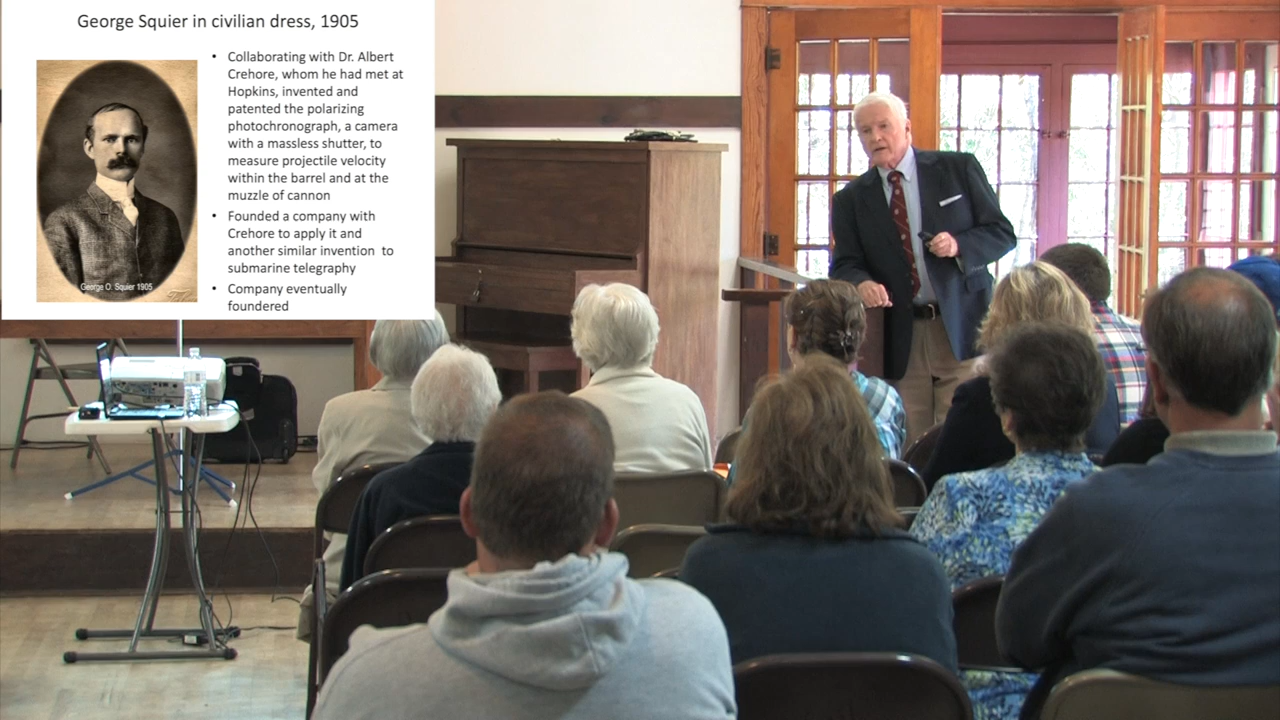 George Squier in civilian dress, 1905
• Collaborating with Dr. Albert
Crehore, whom he had met at
Hopkins, invented and
patented the polarizing
photochronograph, a camera
with a massless shutter, to
measure projectile velocity
within the barrel and at the
muzzle of cannon
• Founded a company with
Crehore to apply it and
another similar invention to
submarine telegraphy
• Company eventually
foundered
George O. Squier 1905